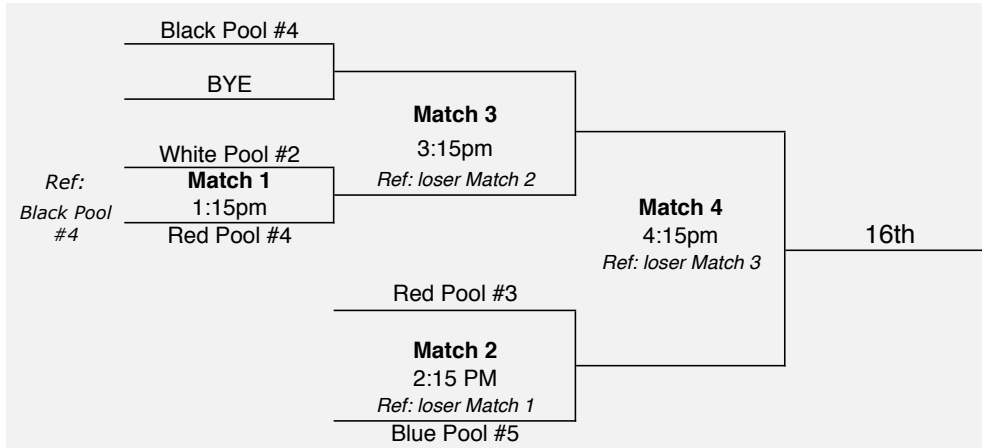 Black Pool #4
BYE
Match 3
3:15pm
Ref: loser Match 2
White Pool #2
Ref:
Black Pool
#4
Match 1
1:15pm
Red Pool #4
Match 4
4:15pm
Ref: loser Match 3
16th
Red Pool #3
Match 2
2:15 PM
Ref: loser Match 1
Blue Pool #5